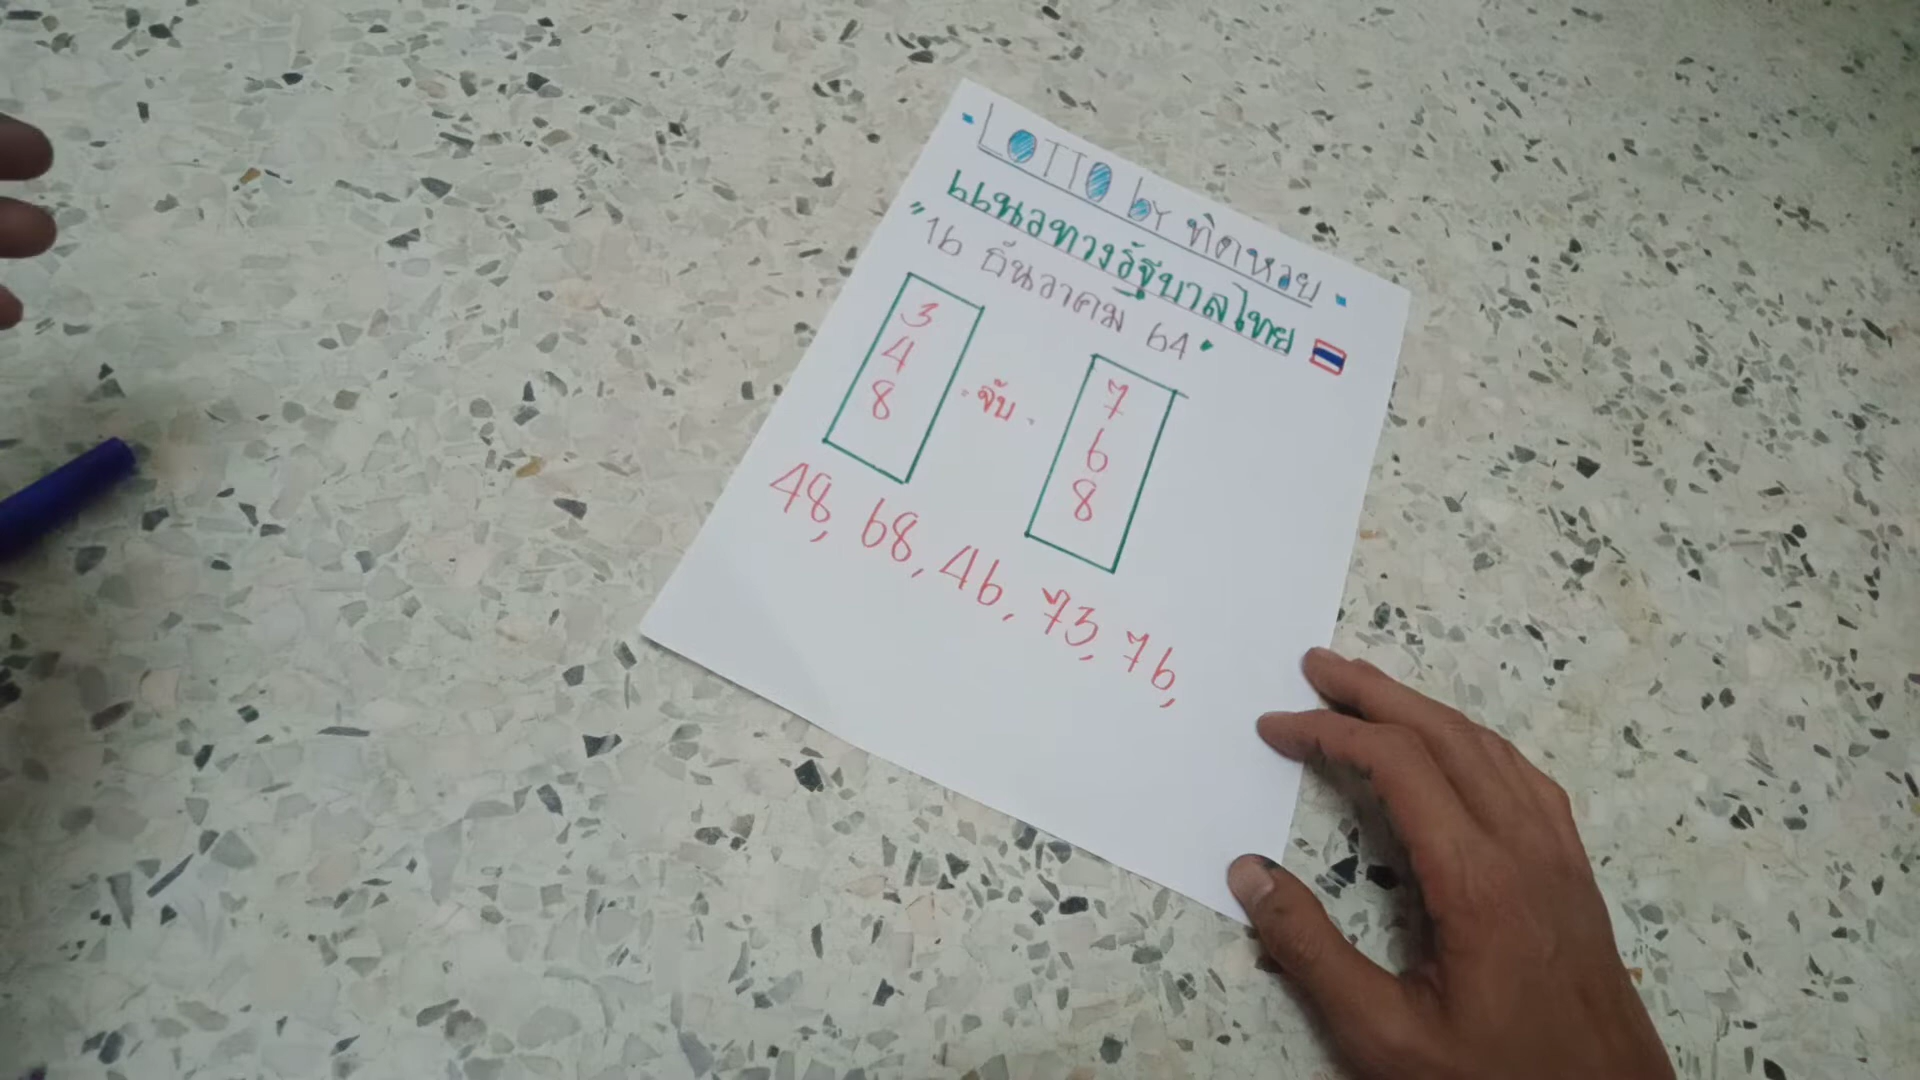 LOTTO by ทิดหวย
แนวทางรัฐบาลไทย
"16 ธันวาคม 64"
3
4
8
จับ
7
6
8
48, 68, 46, 73, 76,